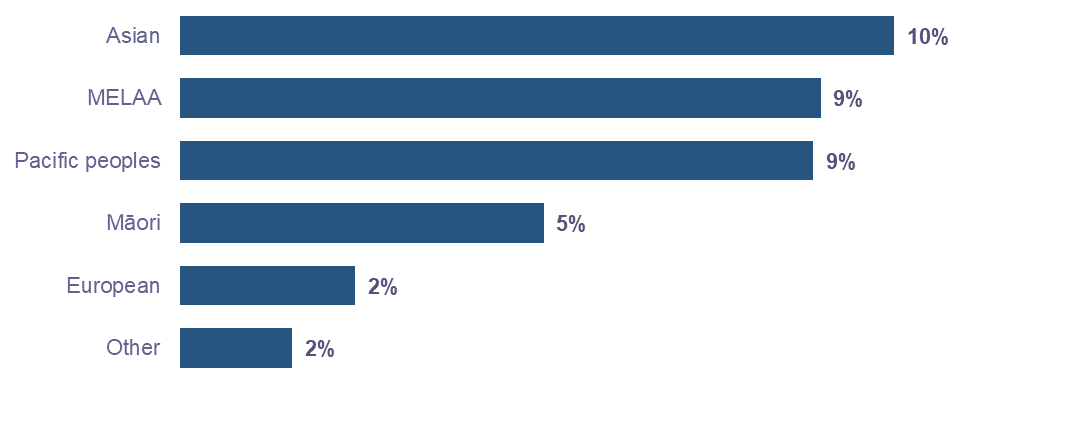 Asian 10%
MELAA 9%
Pacific peoples 9%
Māori 5%
European 2%
Other 2%